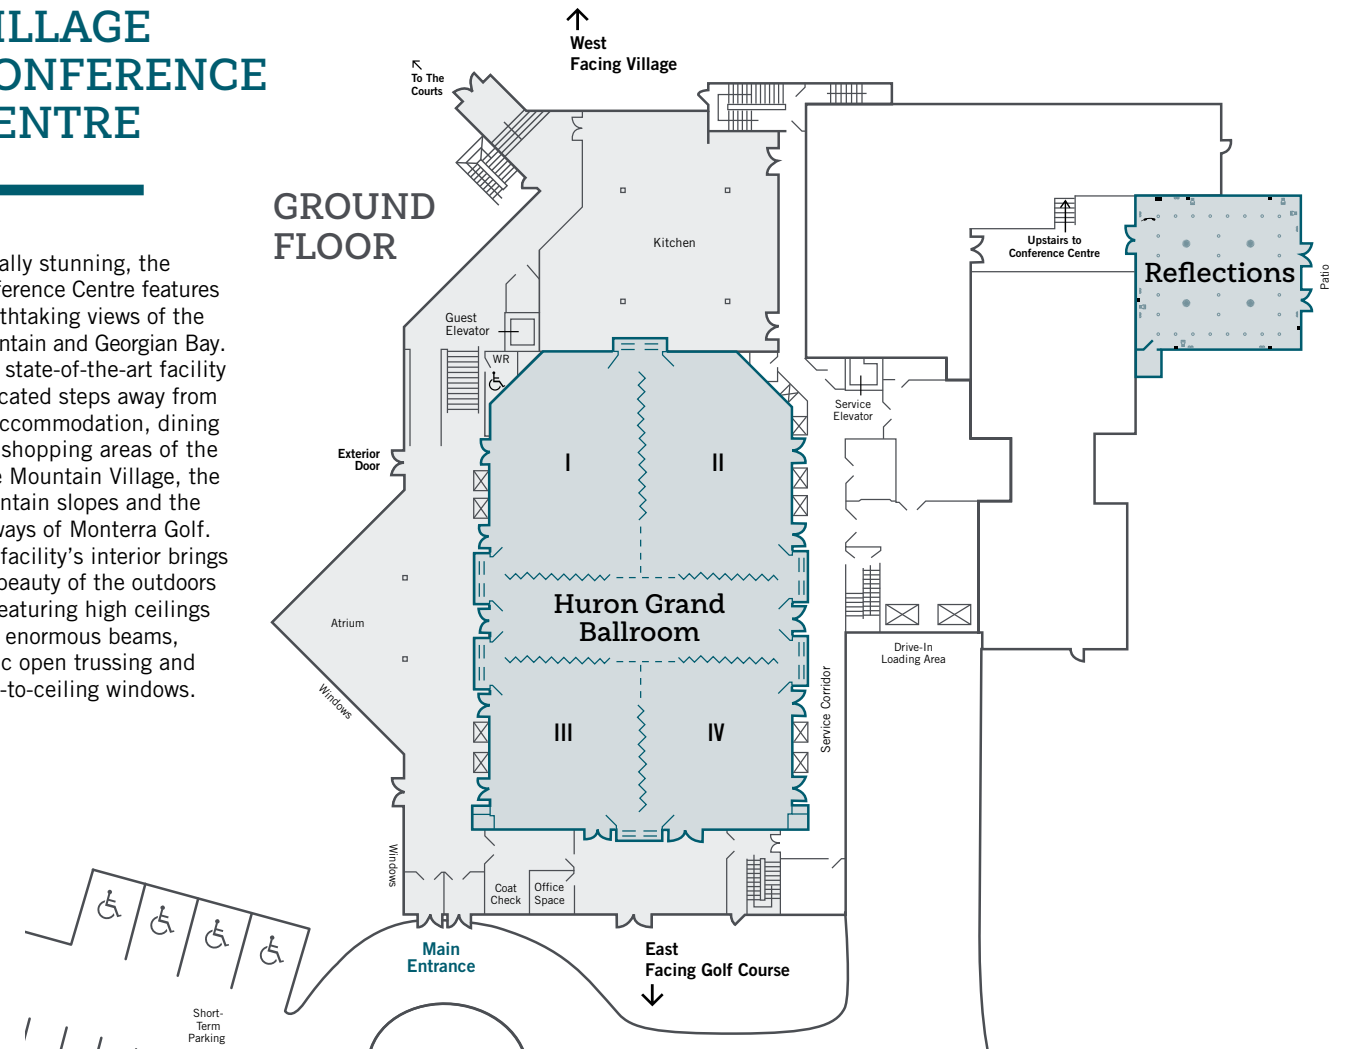 ILLAGE
ONFERENCE
ENTRE
ally stunning, the
ference Centre features
thtaking views of the
ntain and Georgian Bay.
state-of-the-art facility
cated steps away from
ccommodation, dining
shopping areas of the
e Mountain Village, the
ntain slopes and the
ways of Monterra Golf.
facility’s interior brings
beauty of the outdoors
eaturing high ceilings
enormous beams,
c open trussing and
-to-ceiling windows.
GROUND
FLOOR
West
Facing Village
To The
Courts
Kitchen
Guest
Elevator
WR
Exterior
Door
Atrium
Windows
Windows
I
II
Huron Grand
Ballroom
III
IV
Service
Elevator
Service Corridor
Drive-In
Loading Area
Upstairs to
Conference Centre
Reflections
Patio
Coat
Check
Office
Space
Main
Entrance
East
Facing Golf Course
Short-
Term
Parking